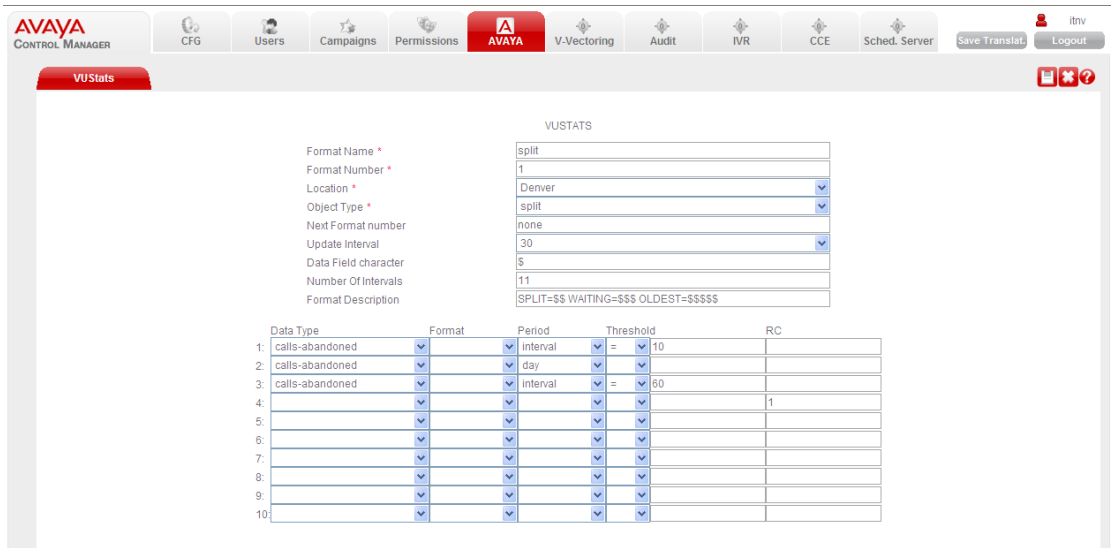 AVAYA
CONTROL MANAGER
CFG Users Campaigns Permissions AVAYA V-Vectoring Audit IVR CCE Sched. Server
itnv
Save Translat. Logout
VUStats
VUSTATS
Format Name * split
Format Number * 1
Location * Denver
Object Type * split
Next Format number none
Update Interval 30
Data Field character $
Number Of Intervals 11
Format Description SPLIT=$$ WAITING=$$$ OLDEST=$$$$$
Data Type Format Period Threshold RC
1: calls-abandoned interval = 10
2: calls-abandoned day
3: calls-abandoned interval = 60
4: 1
5:
6:
7:
8:
9:
10: